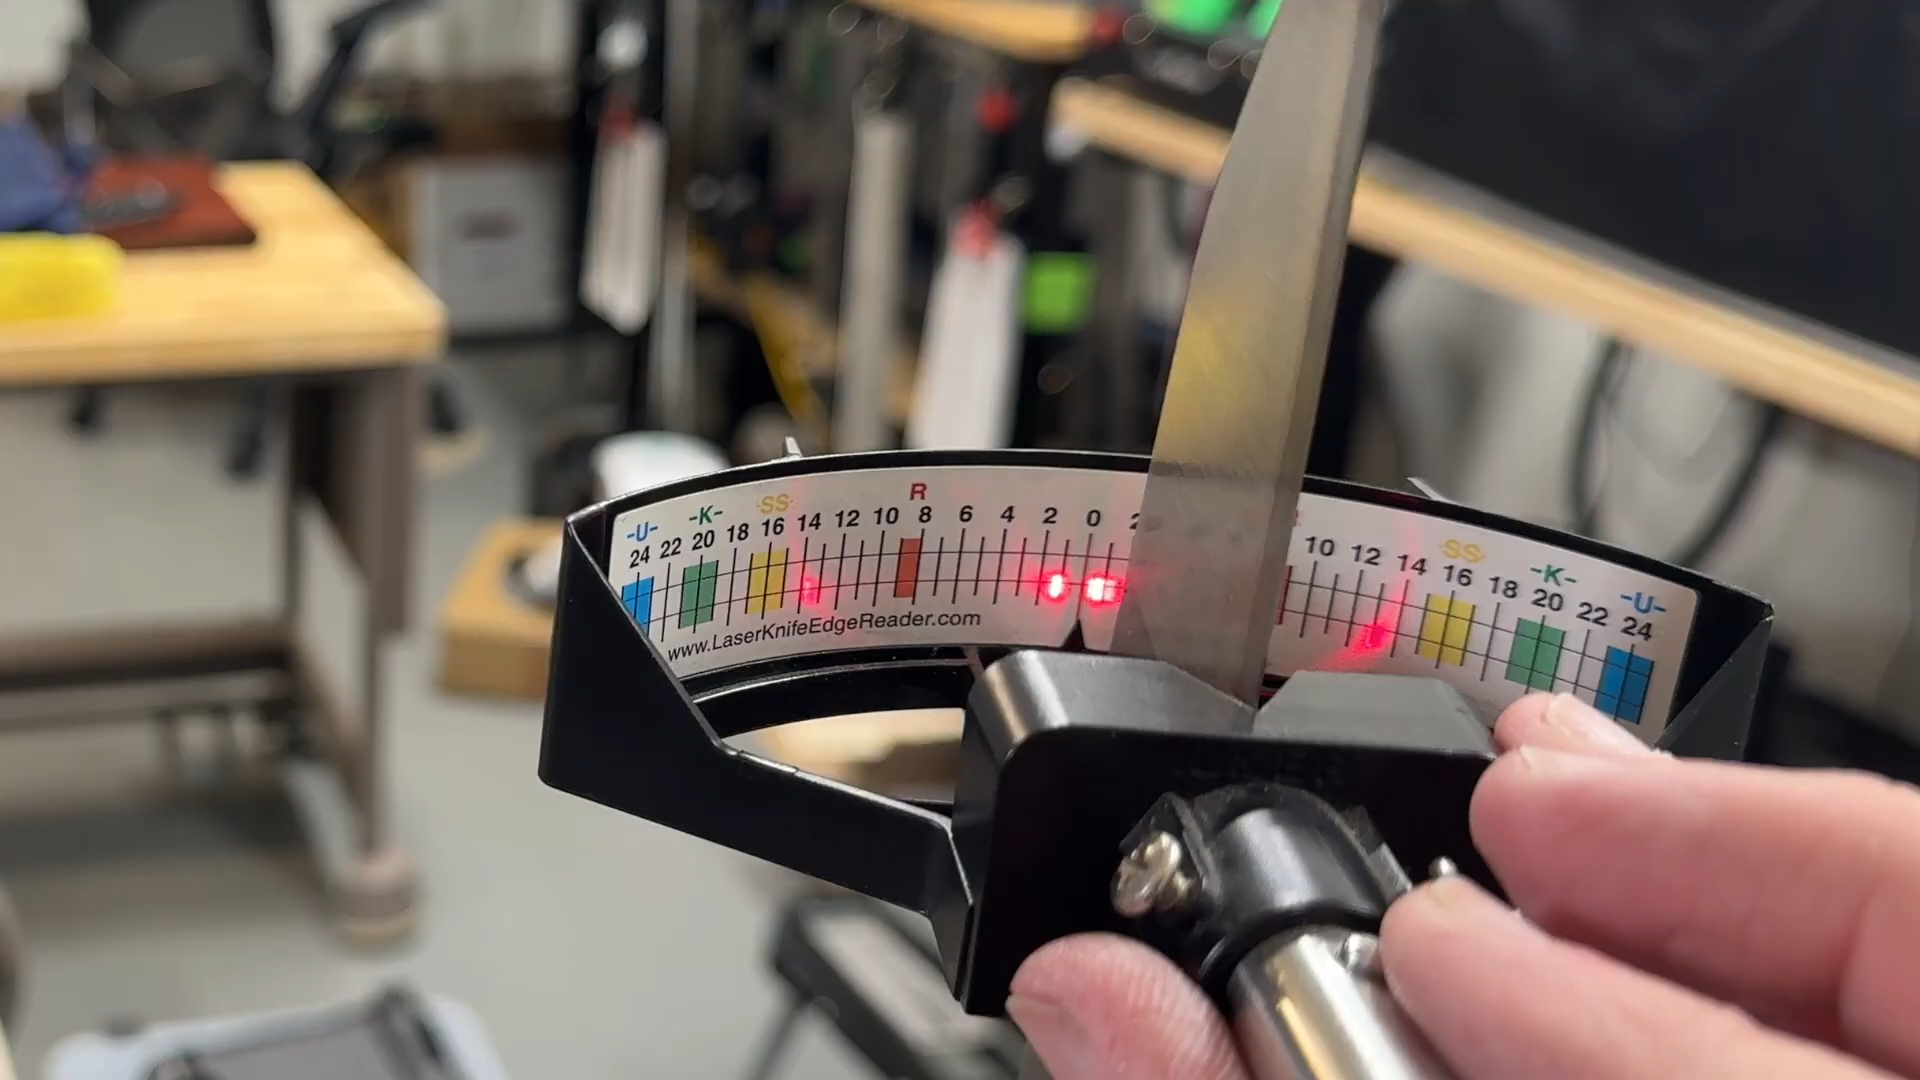 -U- -K- -SS- R -SS- -K- -U-
24 22 20 18 16 14 12 10 8 6 4 2 0 2 10 12 14 16 18 20 22 24
www.LaserKnifeEdgeReader.com